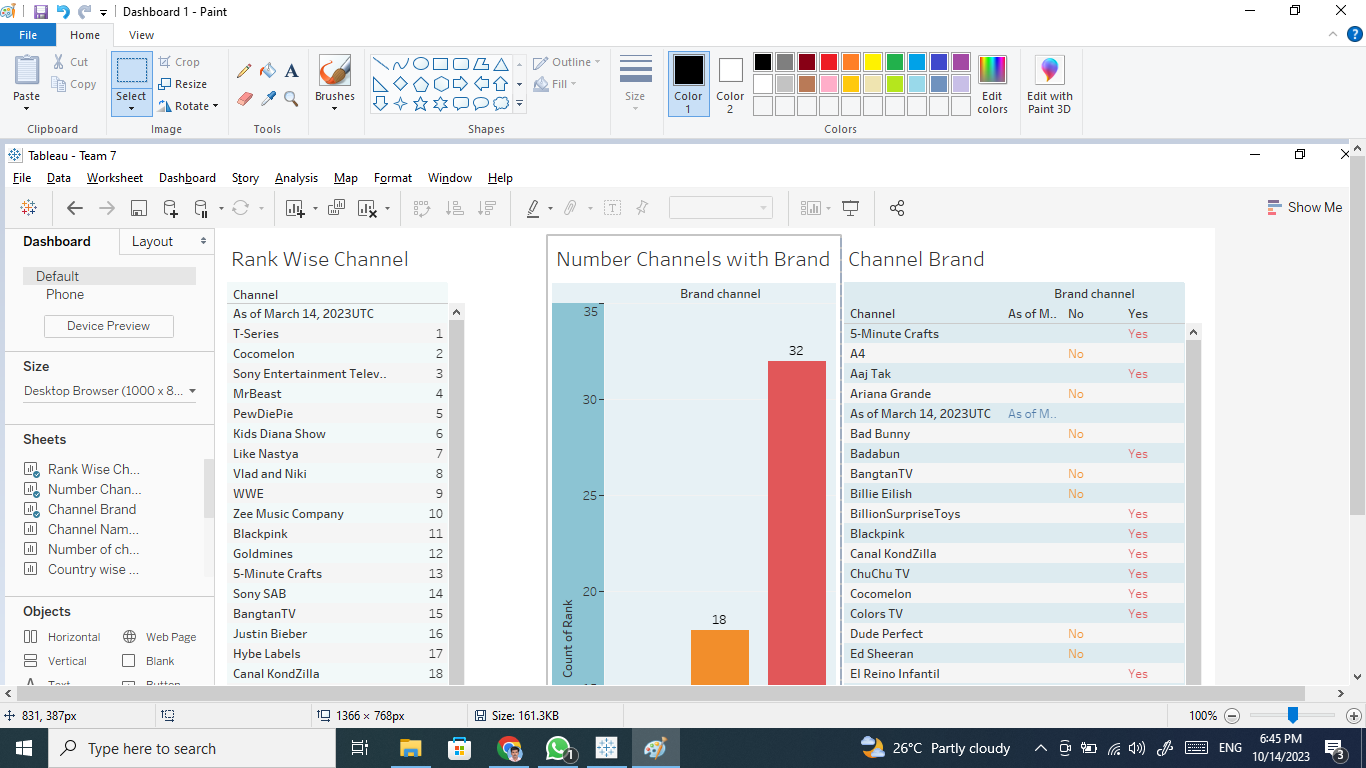 Dashboard 1 - Paint
File Home View
Paste
Cut
Copy
Clipboard
Select
Crop
Resize
Rotate
Image
A
Tools
Brushes
Outline
Fill
Shapes
Size
Color 1
Color 2
Edit colors
Colors
Edit with Paint 3D
Tableau - Team 7
File Data Worksheet Dashboard Story Analysis Map Format Window Help
Show Me
Dashboard Layout
Default
Phone
Device Preview
Size
Desktop Browser (1000 x 8...
Sheets
Rank Wise Ch...
Number Chan...
Channel Brand
Channel Nam...
Number of ch...
Country wise ...
Objects
Horizontal Web Page
Vertical Blank
Rank Wise Channel
Channel
As of March 14, 2023UTC
T-Series 1
Cocomelon 2
Sony Entertainment Telev.. 3
MrBeast 4
PewDiePie 5
Kids Diana Show 6
Like Nastya 7
Vlad and Niki 8
WWE 9
Zee Music Company 10
Blackpink 11
Goldmines 12
5-Minute Crafts 13
Sony SAB 14
BangtanTV 15
Justin Bieber 16
Hybe Labels 17
Canal KondZilla 18
Number Channels with Brand
Brand channel
35
32
30
25
20
18
Count of Rank
Channel Brand
Brand channel
Channel As of M.. No Yes
5-Minute Crafts Yes
A4 No
Aaj Tak Yes
Ariana Grande No
As of March 14, 2023UTC As of M..
Bad Bunny No
Badabun Yes
BangtanTV No
Billie Eilish No
BillionSurpriseToys Yes
Blackpink Yes
Canal KondZilla Yes
ChuChu TV Yes
Cocomelon Yes
Colors TV Yes
Dude Perfect No
Ed Sheeran No
El Reino Infantil Yes
831, 387px
1366 × 768px
Size: 161.3KB
100%
Type here to search
1
26°C Partly cloudy
ENG
6:45 PM
10/14/2023
3